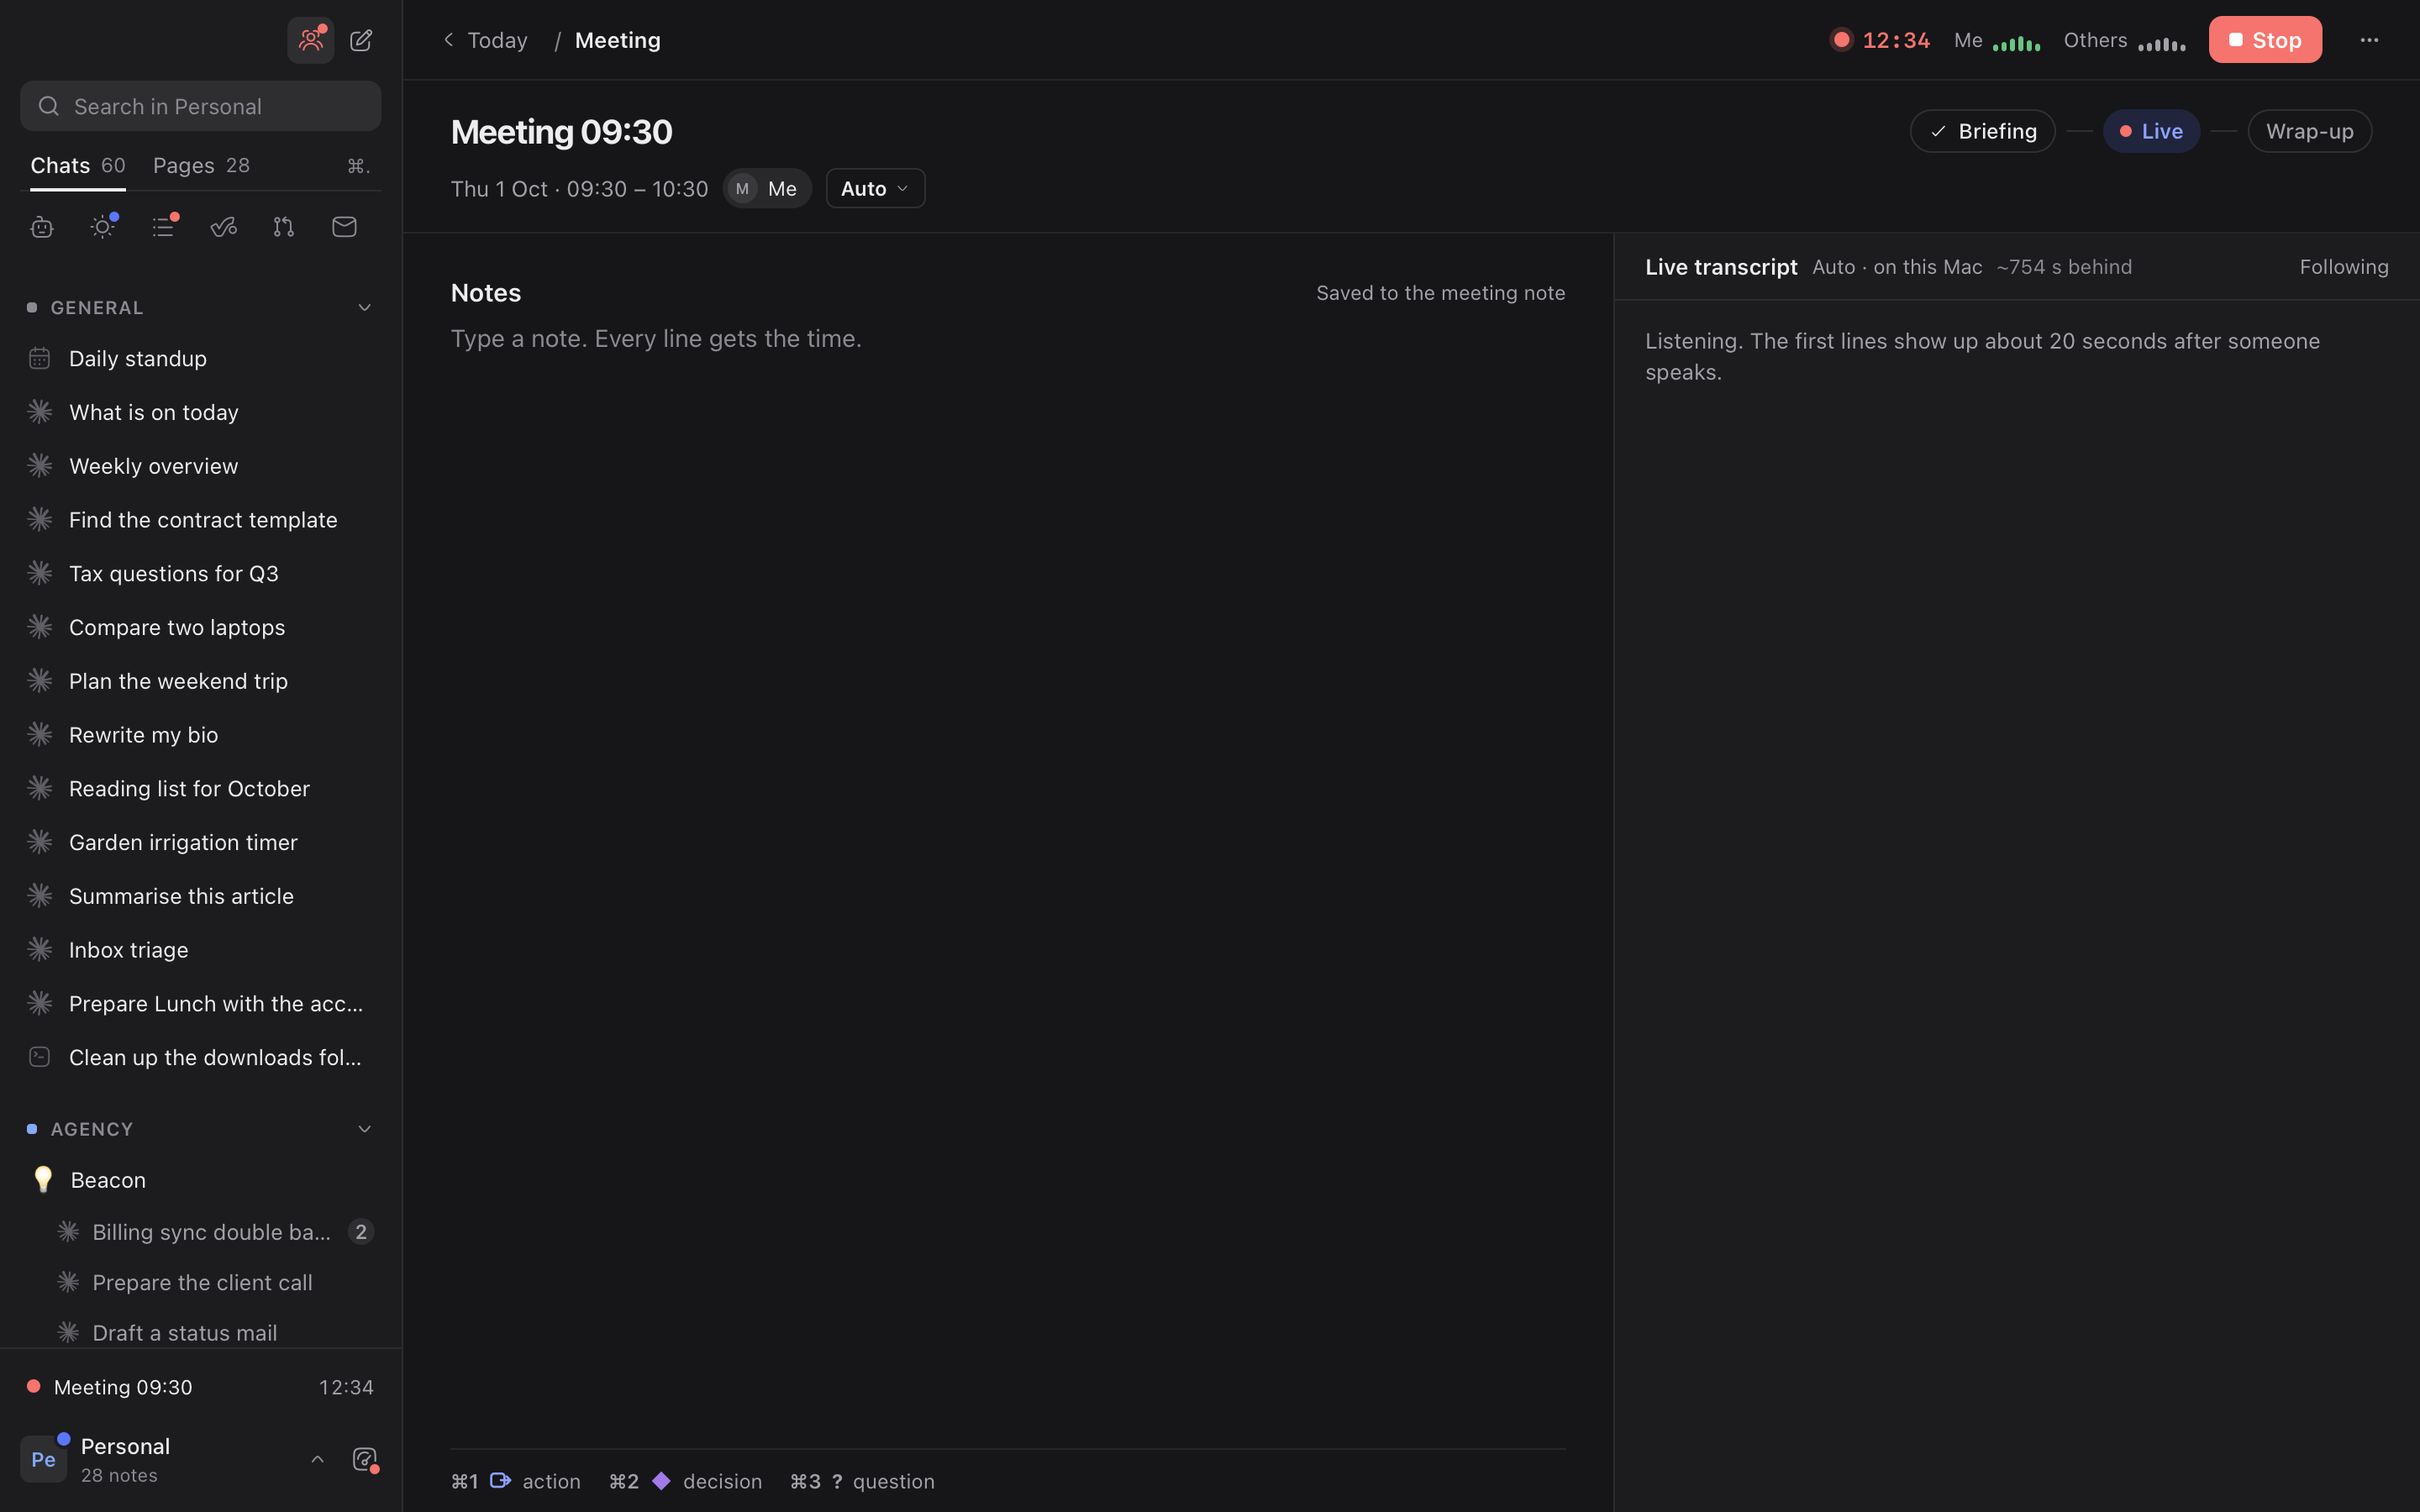 Search in Personal
Chats 60 Pages 28 ⌘.
GENERAL
Daily standup
What is on today
Weekly overview
Find the contract template
Tax questions for Q3
Compare two laptops
Plan the weekend trip
Rewrite my bio
Reading list for October
Garden irrigation timer
Summarise this article
Inbox triage
Prepare Lunch with the acc...
Clean up the downloads fol...
AGENCY
Beacon
Billing sync double ba... 2
Prepare the client call
Draft a status mail
Meeting 09:30 12:34
Pe Personal
28 notes
Today / Meeting
12:34 Me Others Stop
Meeting 09:30
Briefing Live Wrap-up
Thu 1 Oct · 09:30 – 10:30 M Me Auto
Notes Saved to the meeting note
Type a note. Every line gets the time.
⌘1 action ⌘2 decision ⌘3 ? question
Live transcript Auto · on this Mac ~754 s behind Following
Listening. The first lines show up about 20 seconds after someone
speaks.